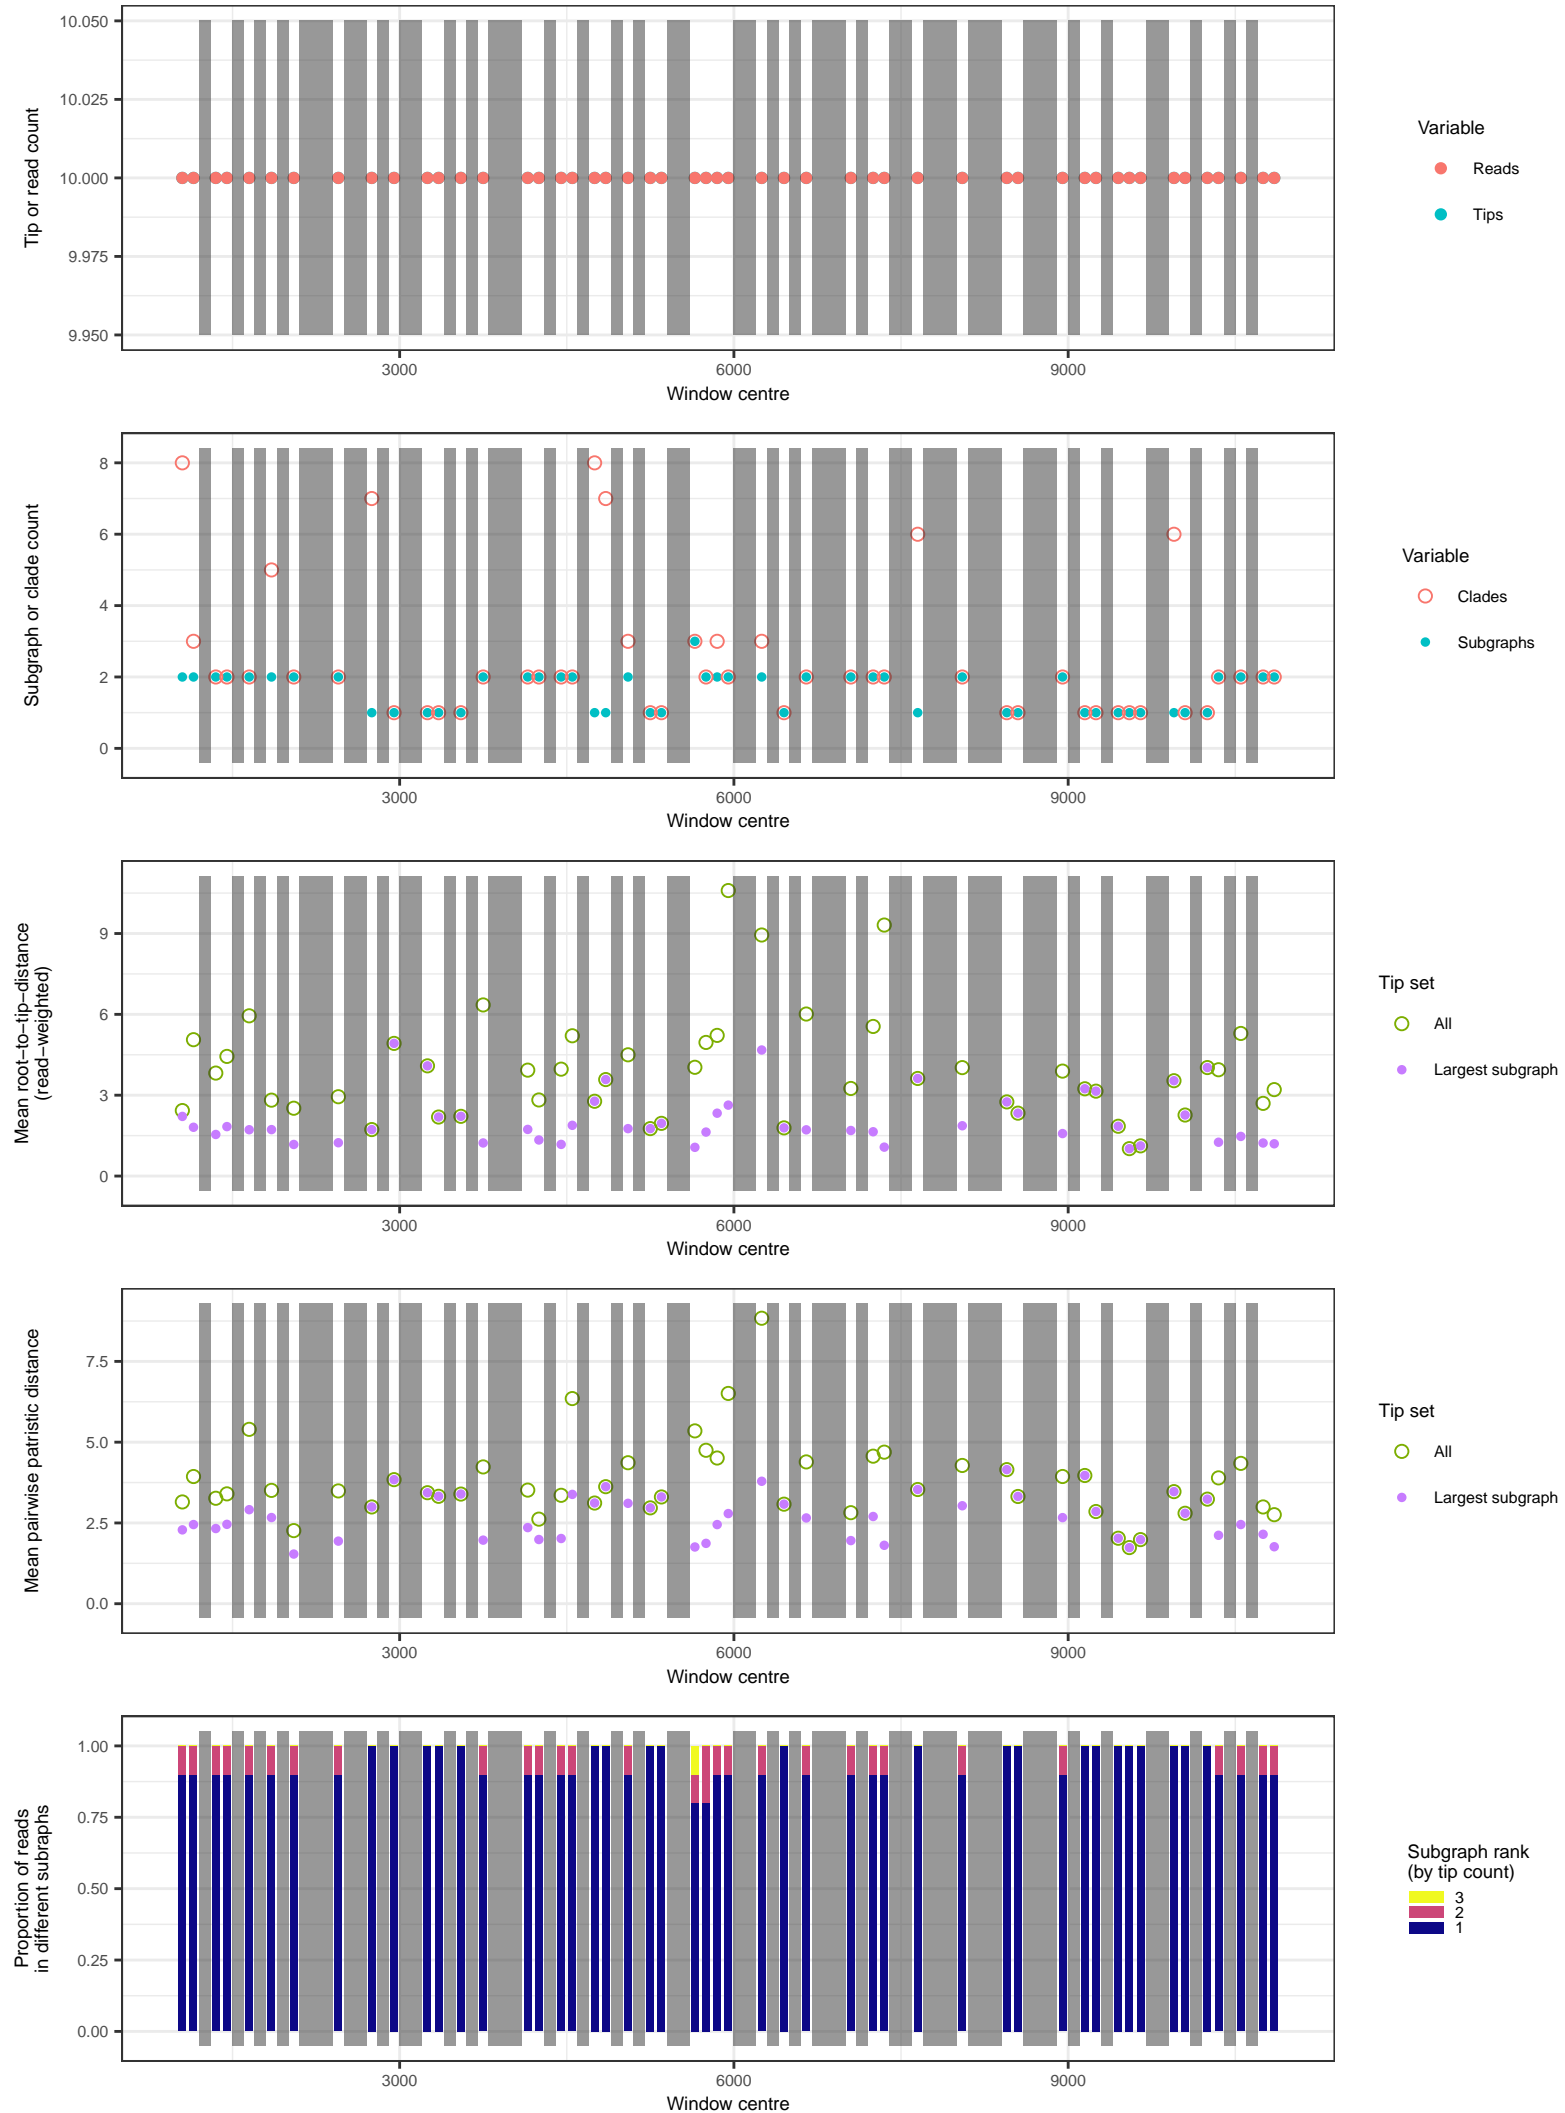 10.050
10.025
10.000
9.975
9.950
Tip or read count
3000
6000
9000
Window centre
Variable
Reads
Tips
8
6
4
2
0
Subgraph or clade count
3000
6000
9000
Window centre
Variable
Clades
Subgraphs
9
6
3
0
Mean root−to−tip−distance
(read−weighted)
3000
6000
9000
Window centre
Tip set
All
Largest subgraph
7.5
5.0
2.5
0.0
Mean pairwise patristic distance
3000
6000
9000
Window centre
Tip set
All
Largest subgraph
1.00
0.75
0.50
0.25
0.00
Proportion of reads
in different subraphs
3000
6000
9000
Window centre
Subgraph rank
(by tip count)
3
2
1